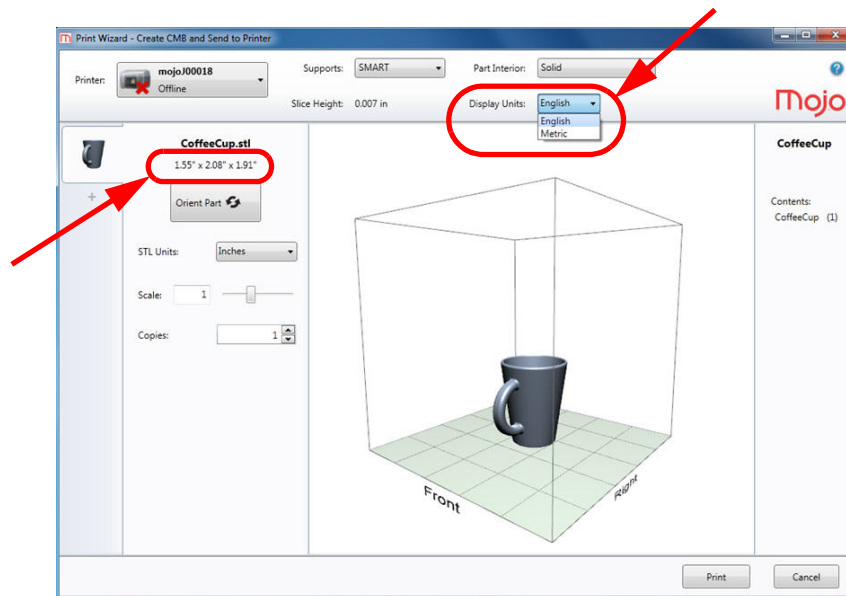 Print Wizard - Create CMB and Send to Printer
Printer:
mojoJ00018
Offline
Supports:
SMART
Part Interior:
Solid
Slice Height:
0.007 in
Display Units:
English
English
Metric
mojo
CoffeeCup.stl
1.55" x 2.08" x 1.91"
Orient Part
STL Units:
Inches
Scale:
1
Copies:
1
Front
Right
CoffeeCup
Contents:
CoffeeCup (1)
Print
Cancel